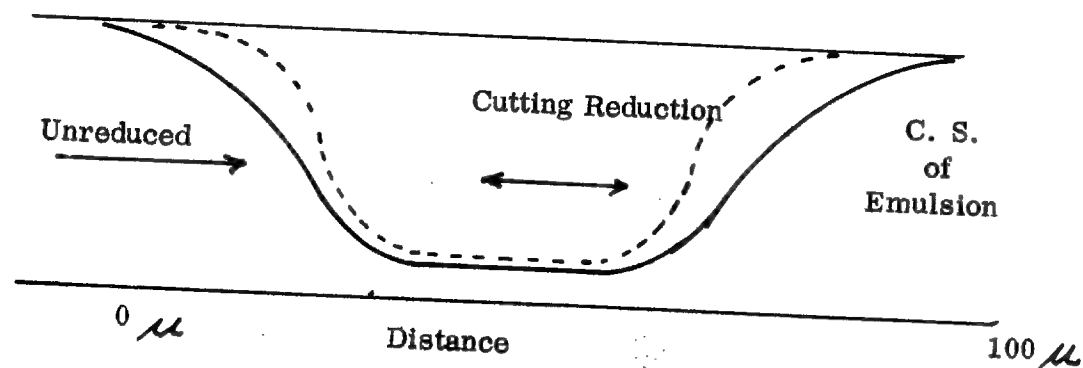 Cutting Reduction
Unreduced
C. S.
of
Emulsion
0 μ
Distance
100 μ